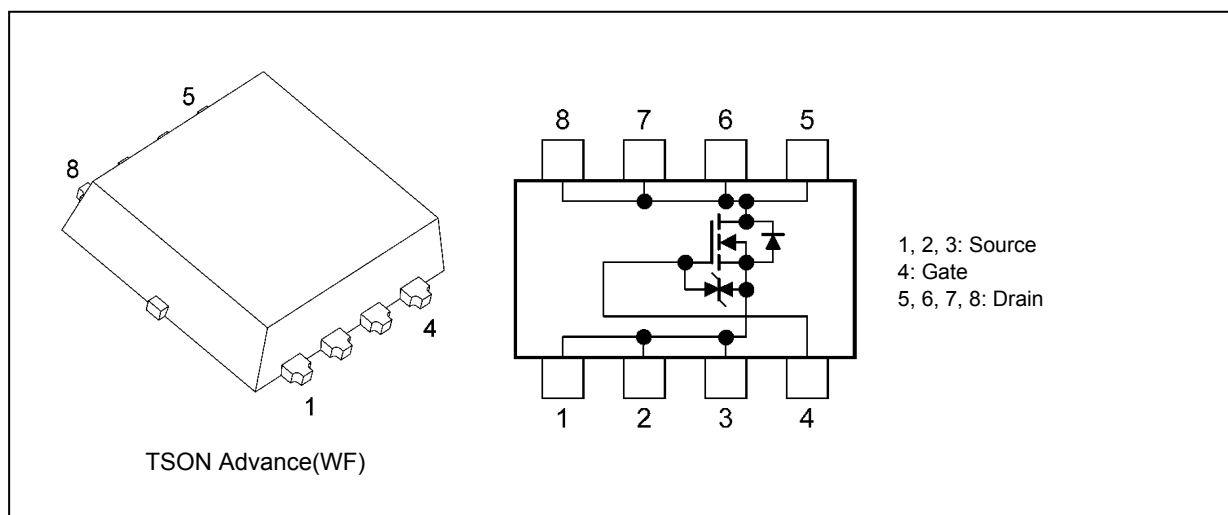 5
8
4
1
TSON Advance(WF)
8 7 6 5
1 2 3 4
1, 2, 3: Source
4: Gate
5, 6, 7, 8: Drain